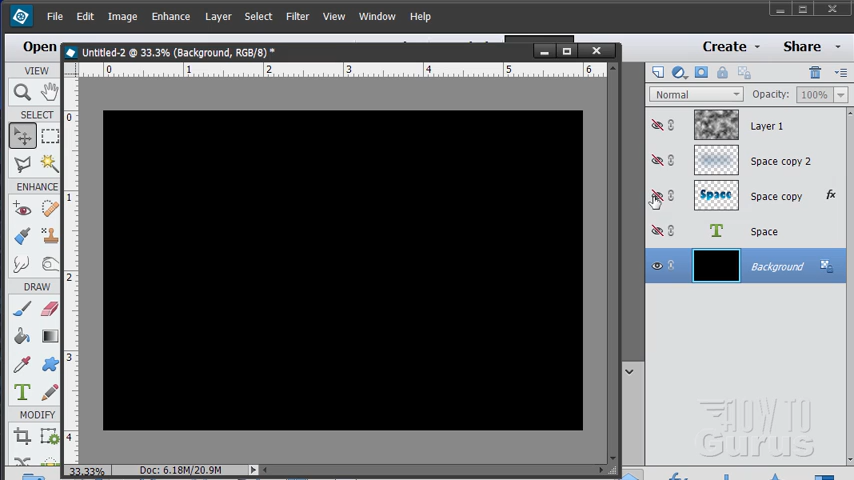 File Edit Image Enhance Layer Select Filter View Window Help
Open
Create
Share
Untitled-2 @ 33.3% (Background, RGB/8) *
VIEW
SELECT
ENHANCE
DRAW
MODIFY
0 1 2 3 4 5 6
0
1
2
3
4
Normal
Opacity: 100%
Layer 1
Space copy 2
Space
Space copy
fx
T
Space
Background
T
33.33%
Doc: 6.18M/20.9M
HOW TO
Gurus